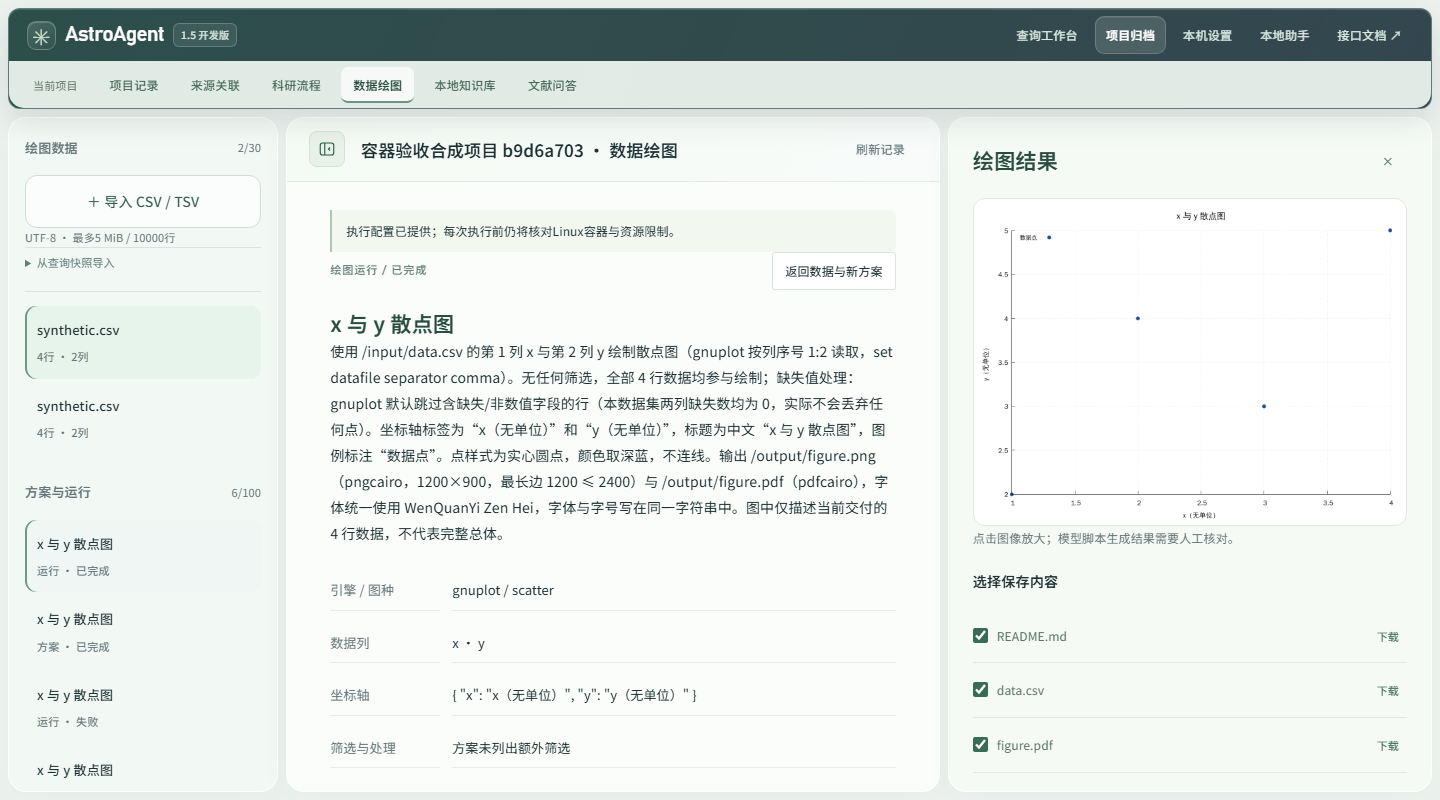 AstroAgent 1.5 开发版 查询工作台 项目归档 本机设置 本地助手 接口文档 ↗
当前项目 项目记录 来源关联 科研流程 数据绘图 本地知识库 文献问答
绘图数据 2/30
＋ 导入 CSV / TSV
UTF-8 · 最多5 MiB / 10000行
▶ 从查询快照导入
synthetic.csv
4行 · 2列
synthetic.csv
4行 · 2列
方案与运行 6/100
x 与 y 散点图
运行 · 已完成
x 与 y 散点图
方案 · 已完成
x 与 y 散点图
运行 · 失败
x 与 y 散点图
容器验收合成项目 b9d6a703 · 数据绘图 刷新记录
执行配置已提供；每次执行前仍将核对Linux容器与资源限制。
绘图运行 / 已完成 返回数据与新方案
x 与 y 散点图
使用 /input/data.csv 的第 1 列 x 与第 2 列 y 绘制散点图（gnuplot 按列序号 1:2 读取，set
datafile separator comma）。无任何筛选，全部 4 行数据均参与绘制；缺失值处理：
gnuplot 默认跳过含缺失/非数值字段的行（本数据集两列缺失数均为 0，实际不会丢弃任
何点）。坐标轴标签为“x（无单位）”和“y（无单位）”，标题为中文“x 与 y 散点图”，图
例标注“数据点”。点样式为实心圆点，颜色取深蓝，不连线。输出 /output/figure.png
（pngcairo，1200×900，最长边 1200 ≤ 2400）与 /output/figure.pdf（pdfcairo），字
体统一使用 WenQuanYi Zen Hei，字体与字号写在同一字符串中。图中仅描述当前交付的
4 行数据，不代表完整总体。
引擎 / 图种 gnuplot / scatter
数据列 x · y
坐标轴 { "x": "x（无单位）", "y": "y（无单位）" }
筛选与处理 方案未列出额外筛选
绘图结果 ×
x 与 y 散点图
数据点
5
4.5
4
3.5
3
2.5
2
y（无单位）
1 1.5 2 2.5 3 3.5 4
x（无单位）
点击图像放大；模型脚本生成结果需要人工核对。
选择保存内容
README.md 下载
data.csv 下载
figure.pdf 下载